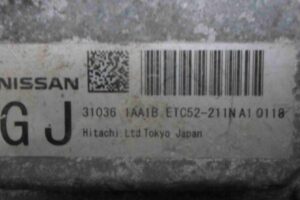 NISSAN
GJ
31036 1AA1B ETC52-211N A1 0118
Hitachi Ltd Tokyo Japan